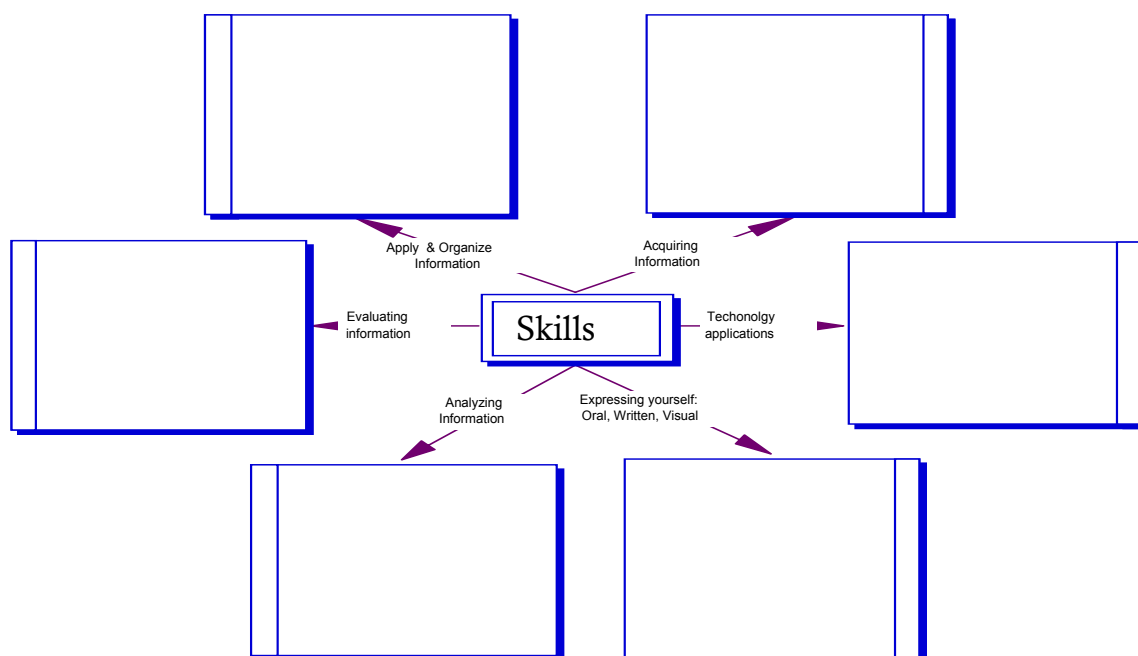 Apply & Organize
Information
Acquiring
Information
Evaluating
information
Skills
Techonolgy
applications
Analyzing
Information
Expressing yourself:
Oral, Written, Visual